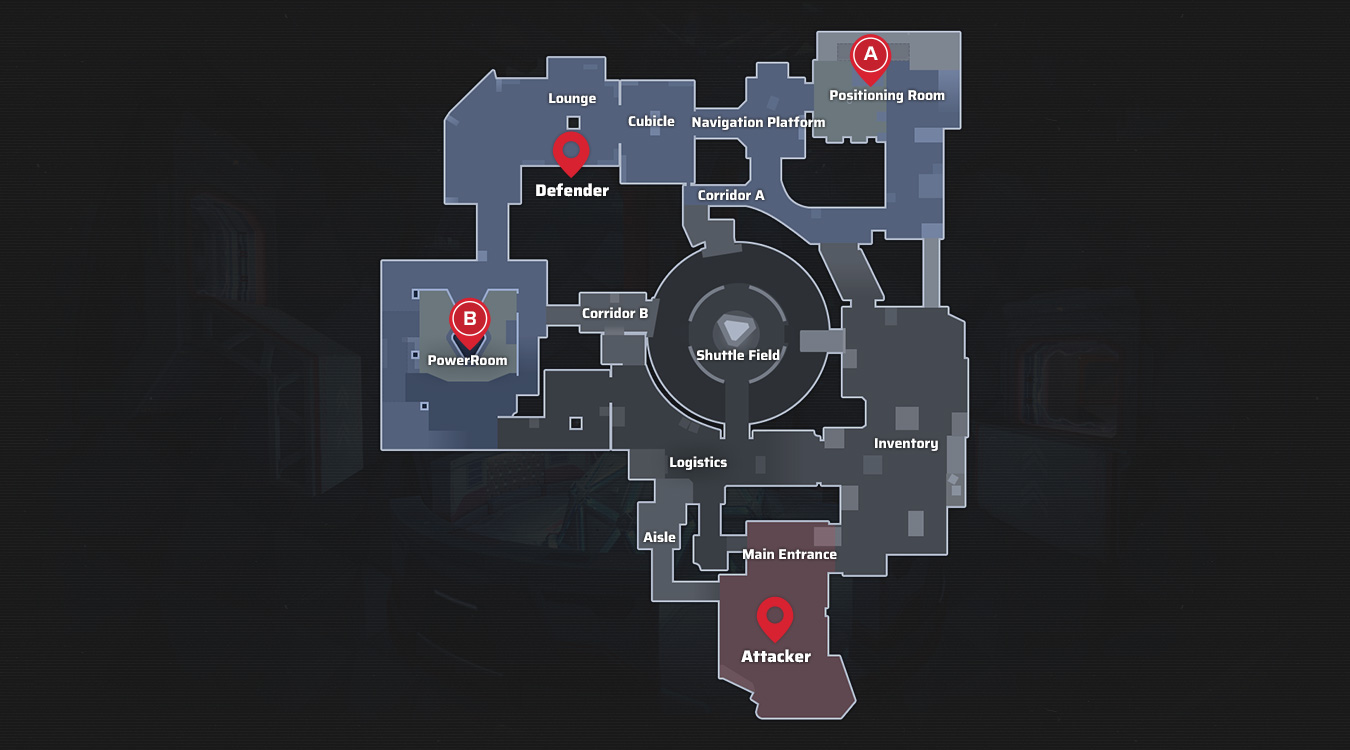 A
Positioning Room
Lounge
Cubicle
Navigation Platform
Defender
Corridor A
B
PowerRoom
Corridor B
Shuttle Field
Inventory
Logistics
Aisle
Main Entrance
Attacker